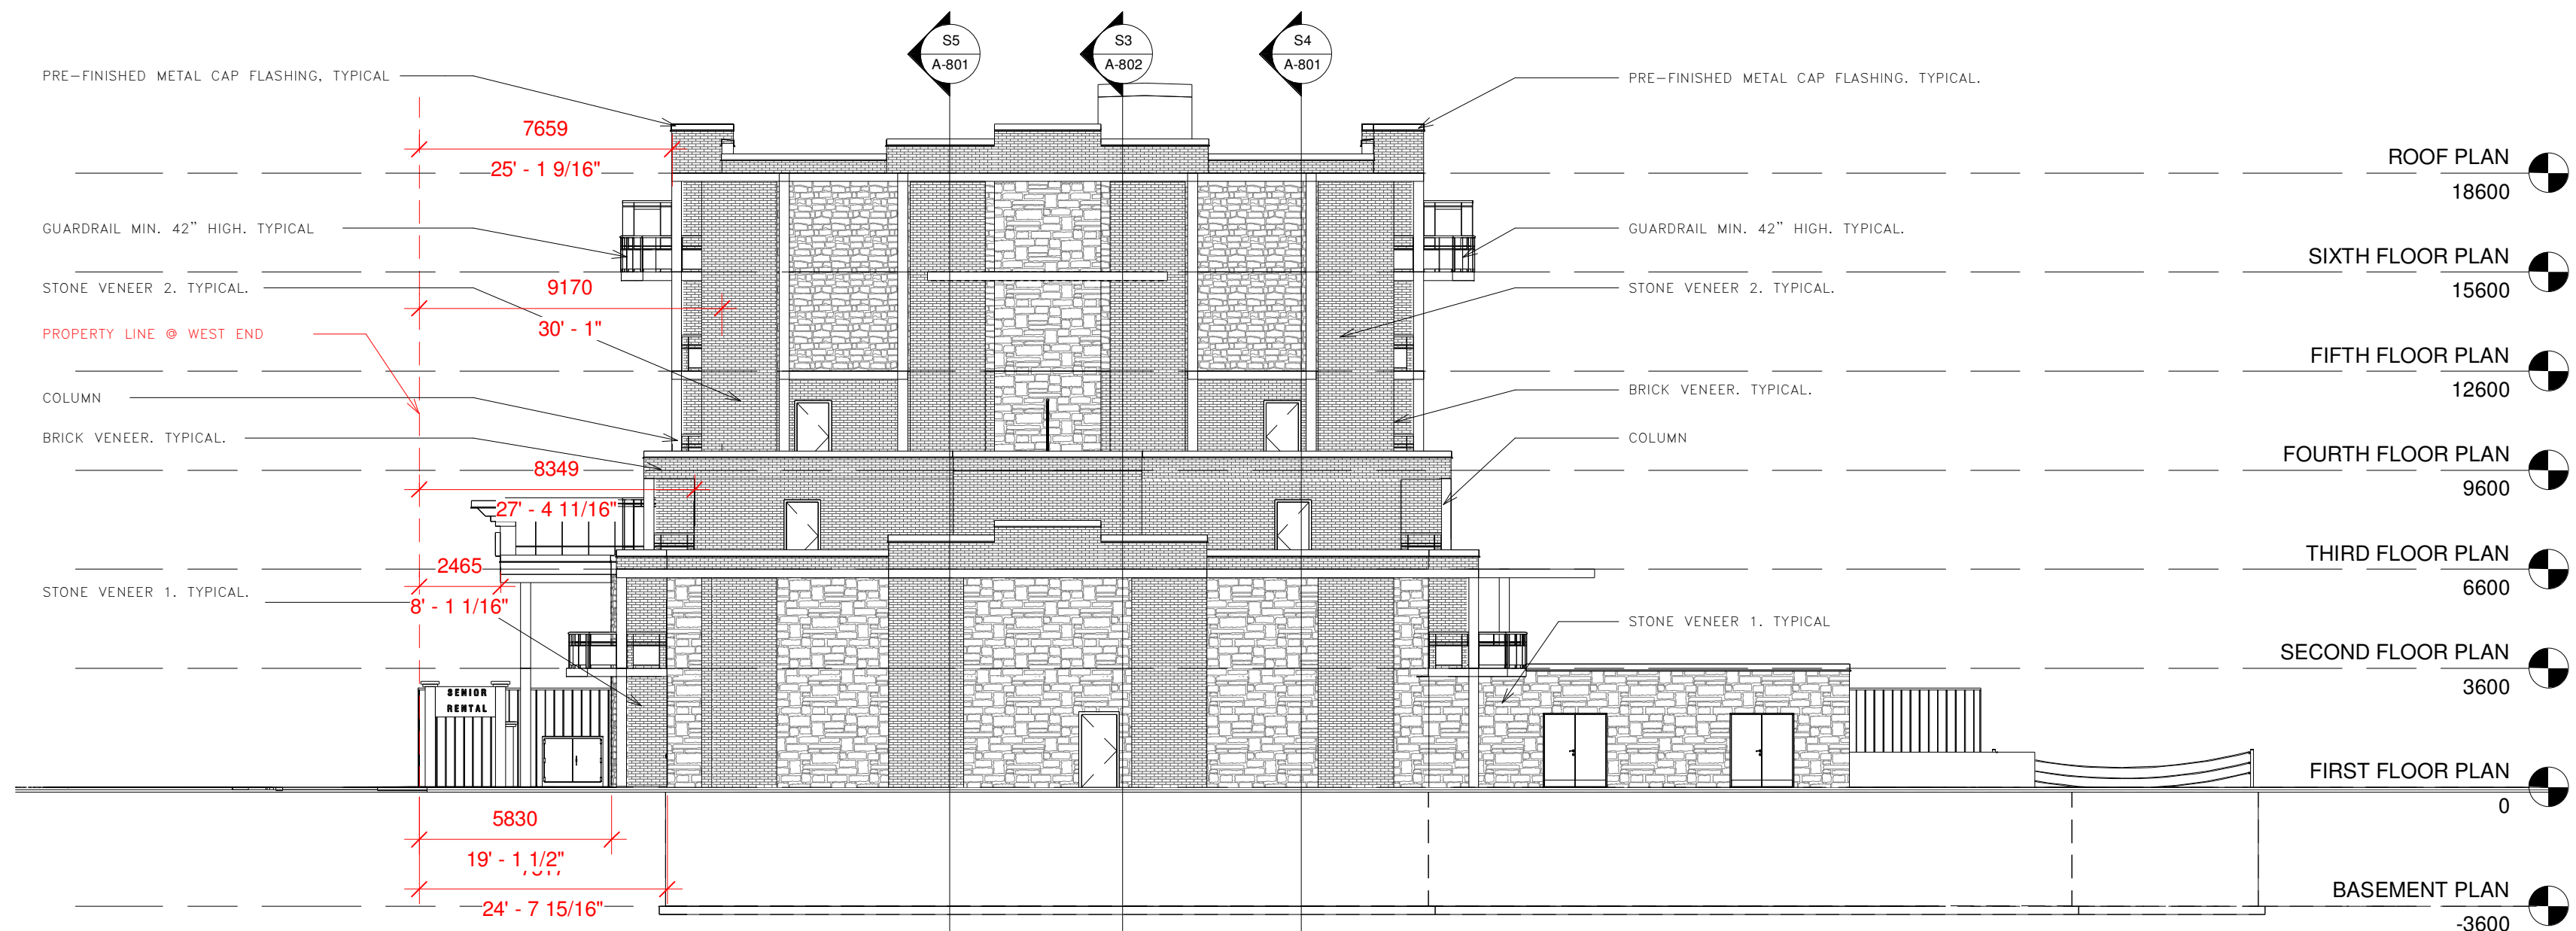 S5
A-801
S3
A-802
S4
A-801
PRE-FINISHED METAL CAP FLASHING, TYPICAL
PRE-FINISHED METAL CAP FLASHING. TYPICAL.
7659
25' - 1 9/16"
ROOF PLAN
18600
GUARDRAIL MIN. 42" HIGH. TYPICAL
GUARDRAIL MIN. 42" HIGH. TYPICAL.
SIXTH FLOOR PLAN
15600
STONE VENEER 2. TYPICAL.
9170
STONE VENEER 2. TYPICAL.
30' - 1"
PROPERTY LINE @ WEST END
FIFTH FLOOR PLAN
12600
COLUMN
BRICK VENEER. TYPICAL.
BRICK VENEER. TYPICAL.
COLUMN
FOURTH FLOOR PLAN
9600
8349
27' - 4 11/16"
THIRD FLOOR PLAN
6600
2465
8' - 1 1/16"
STONE VENEER 1. TYPICAL.
STONE VENEER 1. TYPICAL
SECOND FLOOR PLAN
3600
SENIOR
RENTAL
FIRST FLOOR PLAN
0
5830
19' - 1 1/2"
24' - 7 15/16"
BASEMENT PLAN
-3600